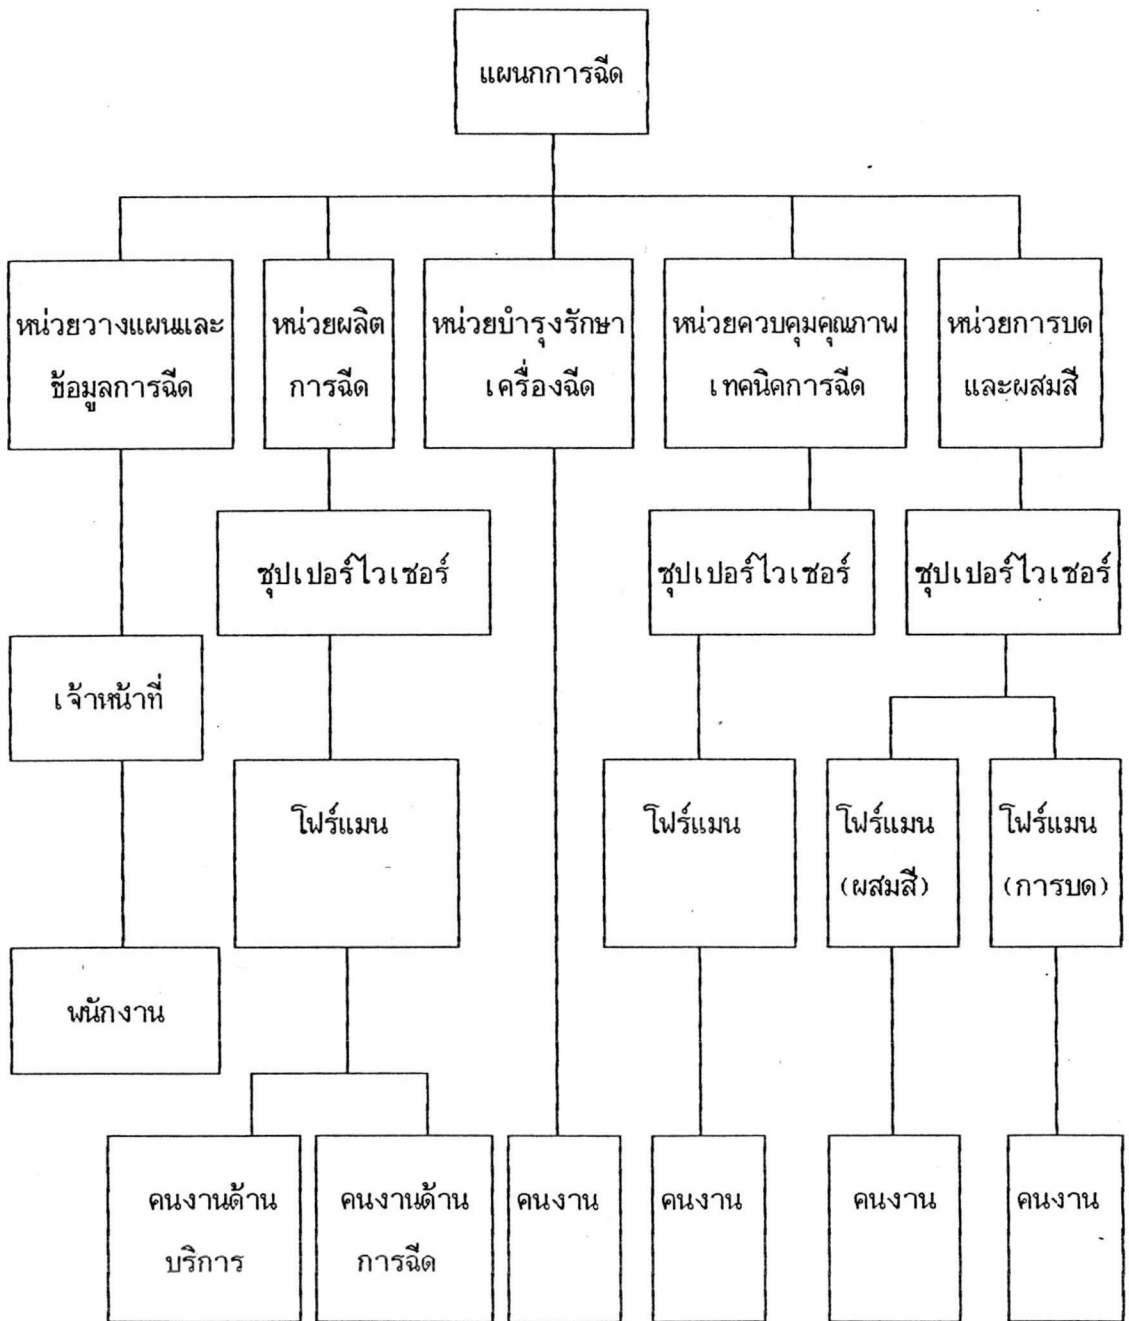 แผนกการฉีด
หน่วยวางแผนและ
ข้อมูลการฉีด
หน่วยผลิต
การฉีด
หน่วยบำรุงรักษา
เครื่องฉีด
หน่วยควบคุมคุณภาพ
เทคนิคการฉีด
หน่วยการบด
และผสมสี
ซุปเปอร์ไวเซอร์
ซุปเปอร์ไวเซอร์
ซุปเปอร์ไวเซอร์
เจ้าหน้าที่
โฟร์แมน
โฟร์แมน
โฟร์แมน
(ผสมสี)
โฟร์แมน
(การบด)
พนักงาน
คนงานด้าน
บริการ
คนงานด้าน
การฉีด
คนงาน
คนงาน
คนงาน
คนงาน